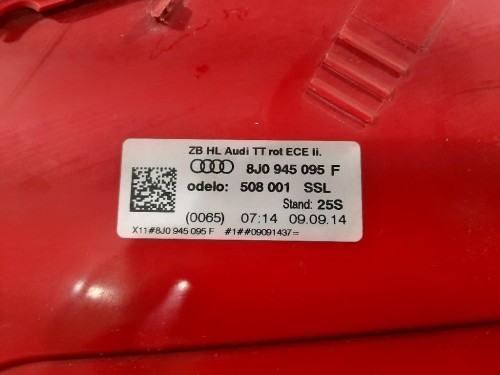 ZB HL Audi TT rot ECE li.
8J0 945 095 F
odelo: 508 001 SSL
Stand: 25S
(0065) 07:14 09.09.14
X11#8J0 945 095 F #1##09091437=